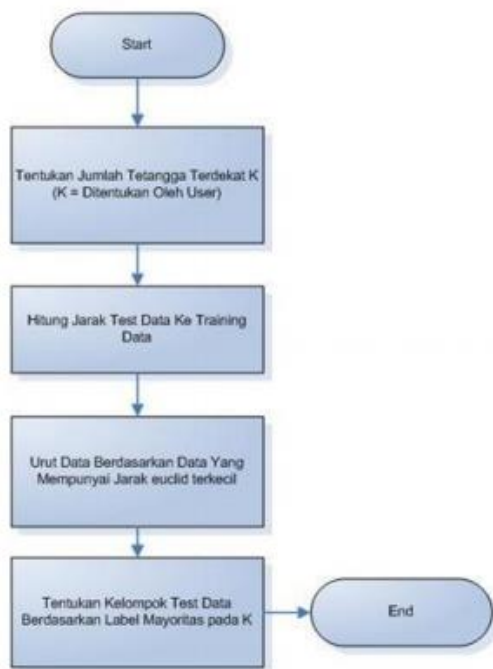 Start
Tentukan Jumlah Tetangga Terdekat K
(K = Ditentukan Oleh User)
Hitung Jarak Test Data Ke Training
Data
Urut Data Berdasarkan Data Yang
Mempunyai Jarak euclid terkecil
Tentukan Kelompok Test Data
Berdasarkan Label Mayoritas pada K
End